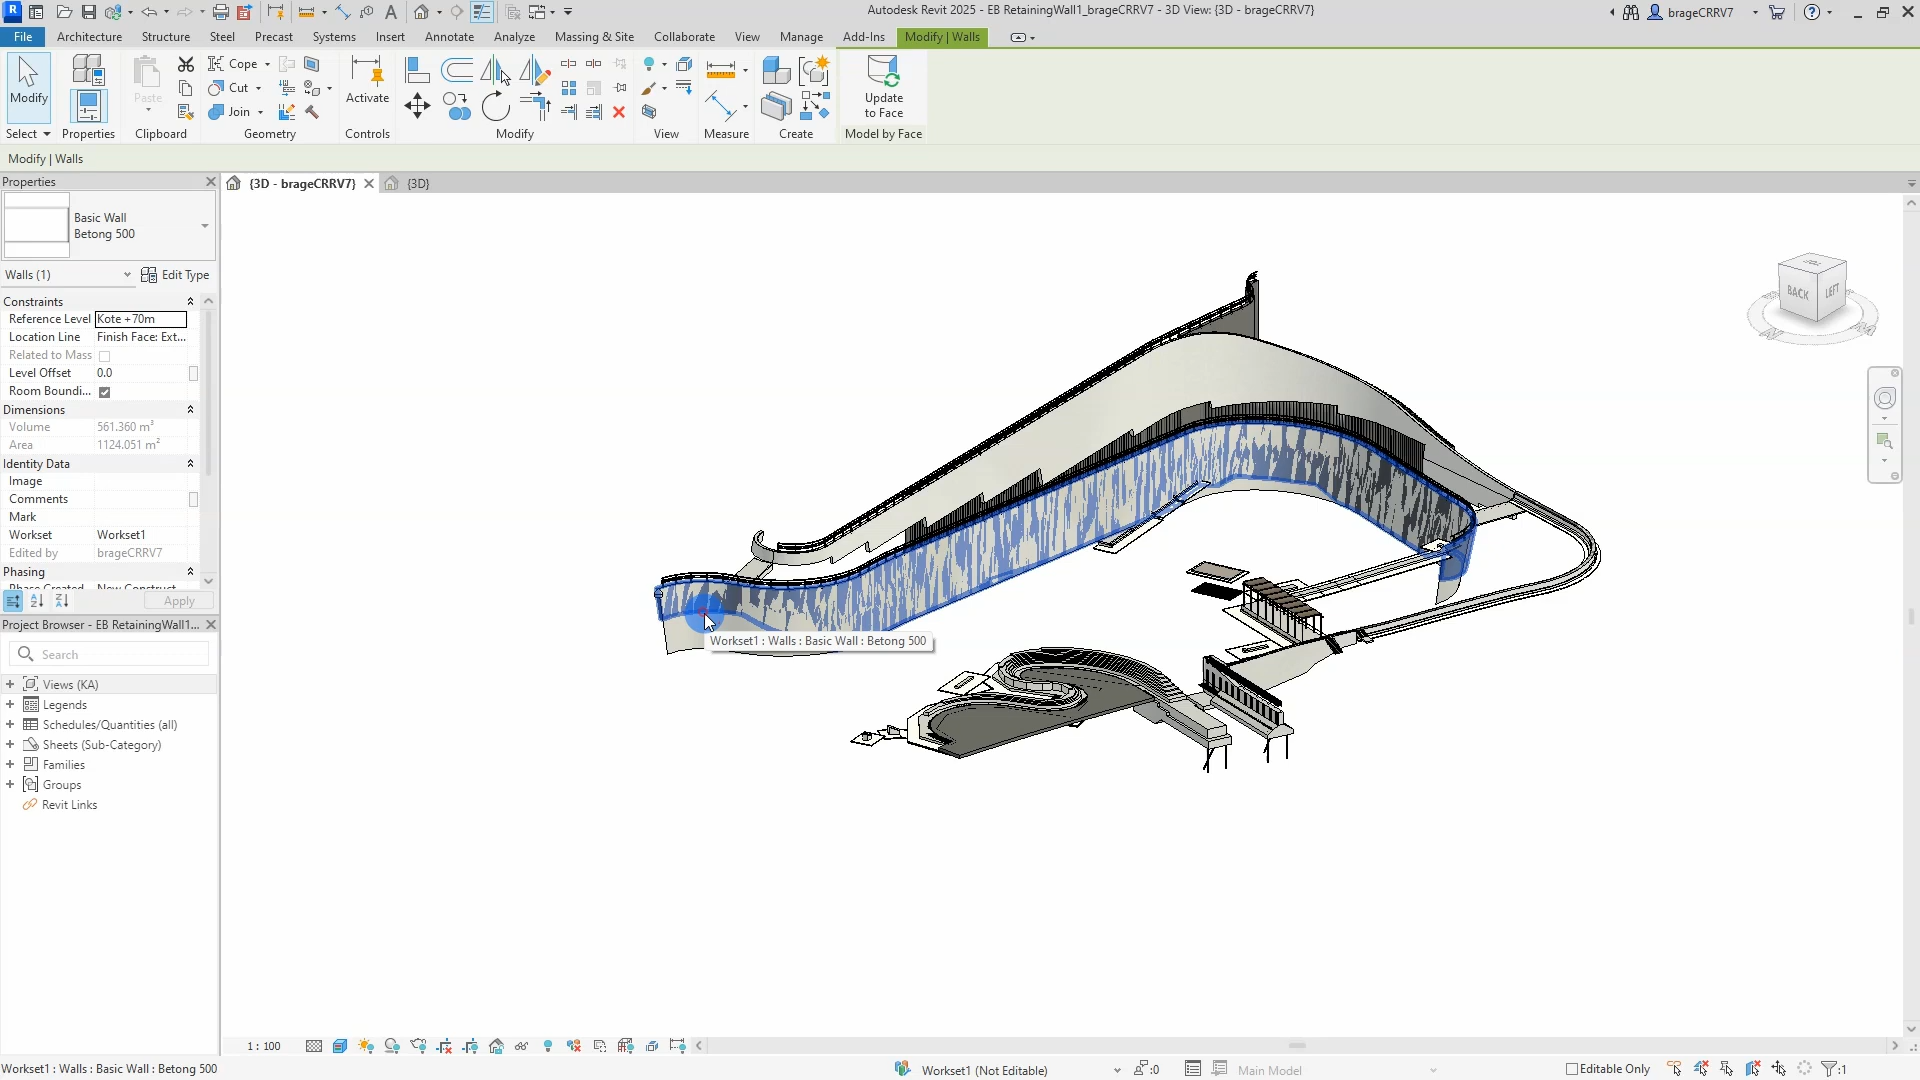 Autodesk Revit 2025 - EB RetainingWall1_brageCRRV7 - 3D View: {3D - brageCRRV7}
brageCRRV7
File Architecture Structure Steel Precast Systems Insert Annotate Analyze Massing & Site Collaborate View Manage Add-Ins Modify | Walls
Modify
Paste
Cope
Cut
Join
Activate
Update
to Face
Select Properties Clipboard Geometry Controls Modify View Measure Create Model by Face
Modify | Walls
Properties
{3D - brageCRRV7}
{3D}
Basic Wall
Betong 500
Walls (1)
Edit Type
Constraints
Reference Level Kote +70m
Location Line Finish Face: Ext...
Related to Mass
Level Offset 0.0
Room Boundi...
Dimensions
Volume 561.360 m³
Area 1124.051 m²
Identity Data
Image
Comments
Mark
Workset Workset1
Edited by brageCRRV7
Phasing
Phase Created New Construct...
Apply
Project Browser - EB RetainingWall1...
Search
Views (KA)
Legends
Schedules/Quantities (all)
Sheets (Sub-Category)
Families
Groups
Revit Links
BACK LEFT
Workset1 : Walls : Basic Wall : Betong 500
1 : 100
Workset1 : Walls : Basic Wall : Betong 500
Workset1 (Not Editable)
:0
Main Model
Editable Only
:1